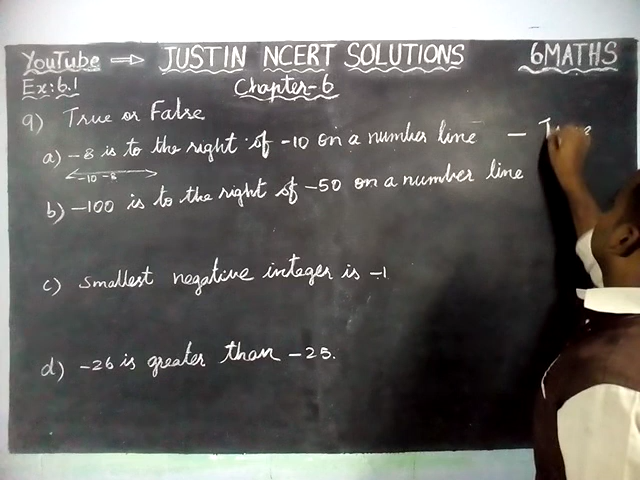 YouTube → JUSTIN NCERT SOLUTIONS 6MATHS
Ex:6.1 Chapter-6
9) True or False
a) -8 is to the right of -10 on a number line -
-10 -8
b) -100 is to the right of -50 on a number line
c) Smallest negative integer is -1
d) -26 is greater than -25.